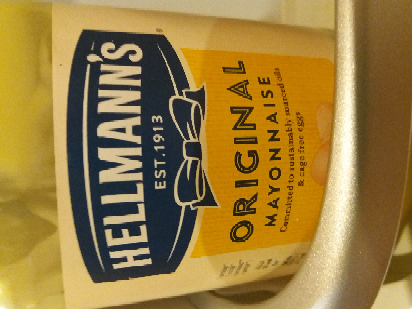 HELLMANN'S
EST. 1913
ORIGINAL
MAYONNAISE
Committed to sustainably sourced oils
& cage free eggs